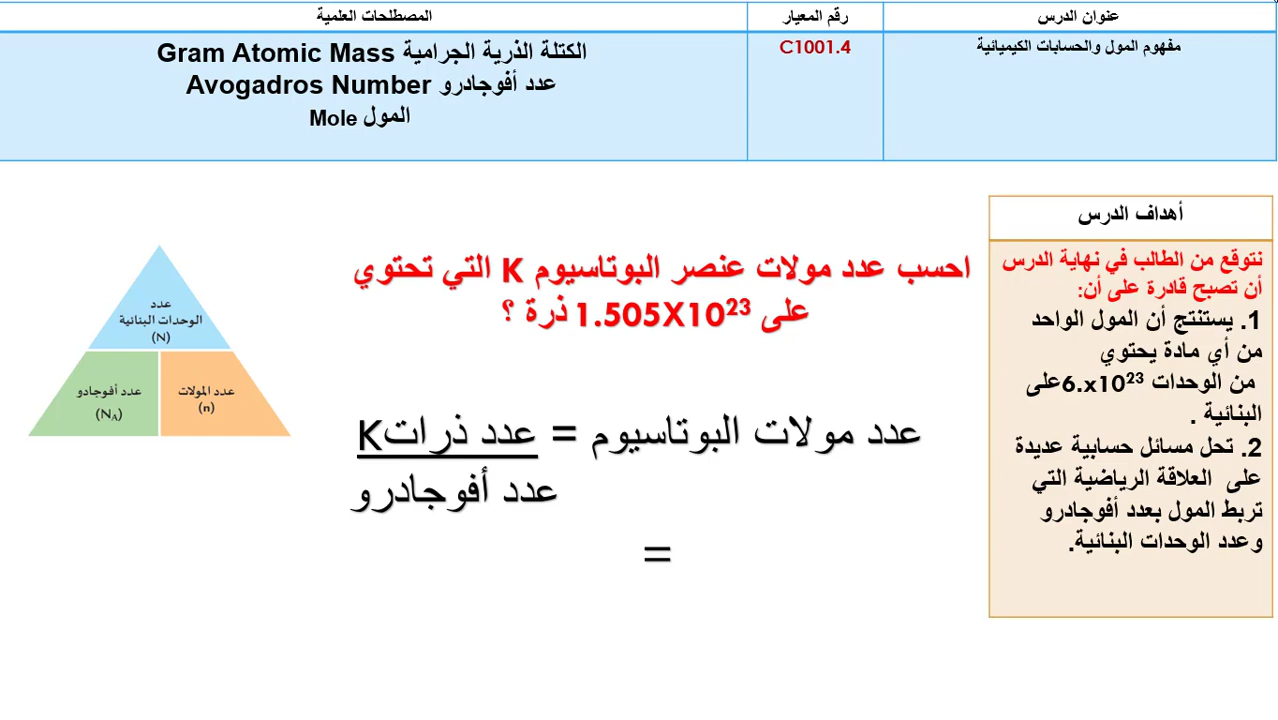 عنوان الدرس
رقم المعيار
المصطلحات العلمية
مفهوم المول والحسابات الكيميائية
C1001.4
الكتلة الذرية الجرامية Gram Atomic Mass
عدد أفوجادرو Avogadros Number
المول Mole
أهداف الدرس
نتوقع من الطالب في نهاية الدرس
أن تصبح قادرة على أن:
1. يستنتج أن المول الواحد
من أي مادة يحتوي
على6.x10²³ من الوحدات
البنائية .
2. تحل مسائل حسابية عديدة
على العلاقة الرياضية التي
تربط المول بعدد أفوجادرو
وعدد الوحدات البنائية.
احسب عدد مولات عنصر البوتاسيوم K التي تحتوي
على 1.505X10²³ ذرة ؟
عدد مولات البوتاسيوم = عدد ذراتK
عدد أفوجادرو
=
عدد
الوحدات البنائية
(N)
عدد المولات
(n)
عدد أفوجادو
(N_A)